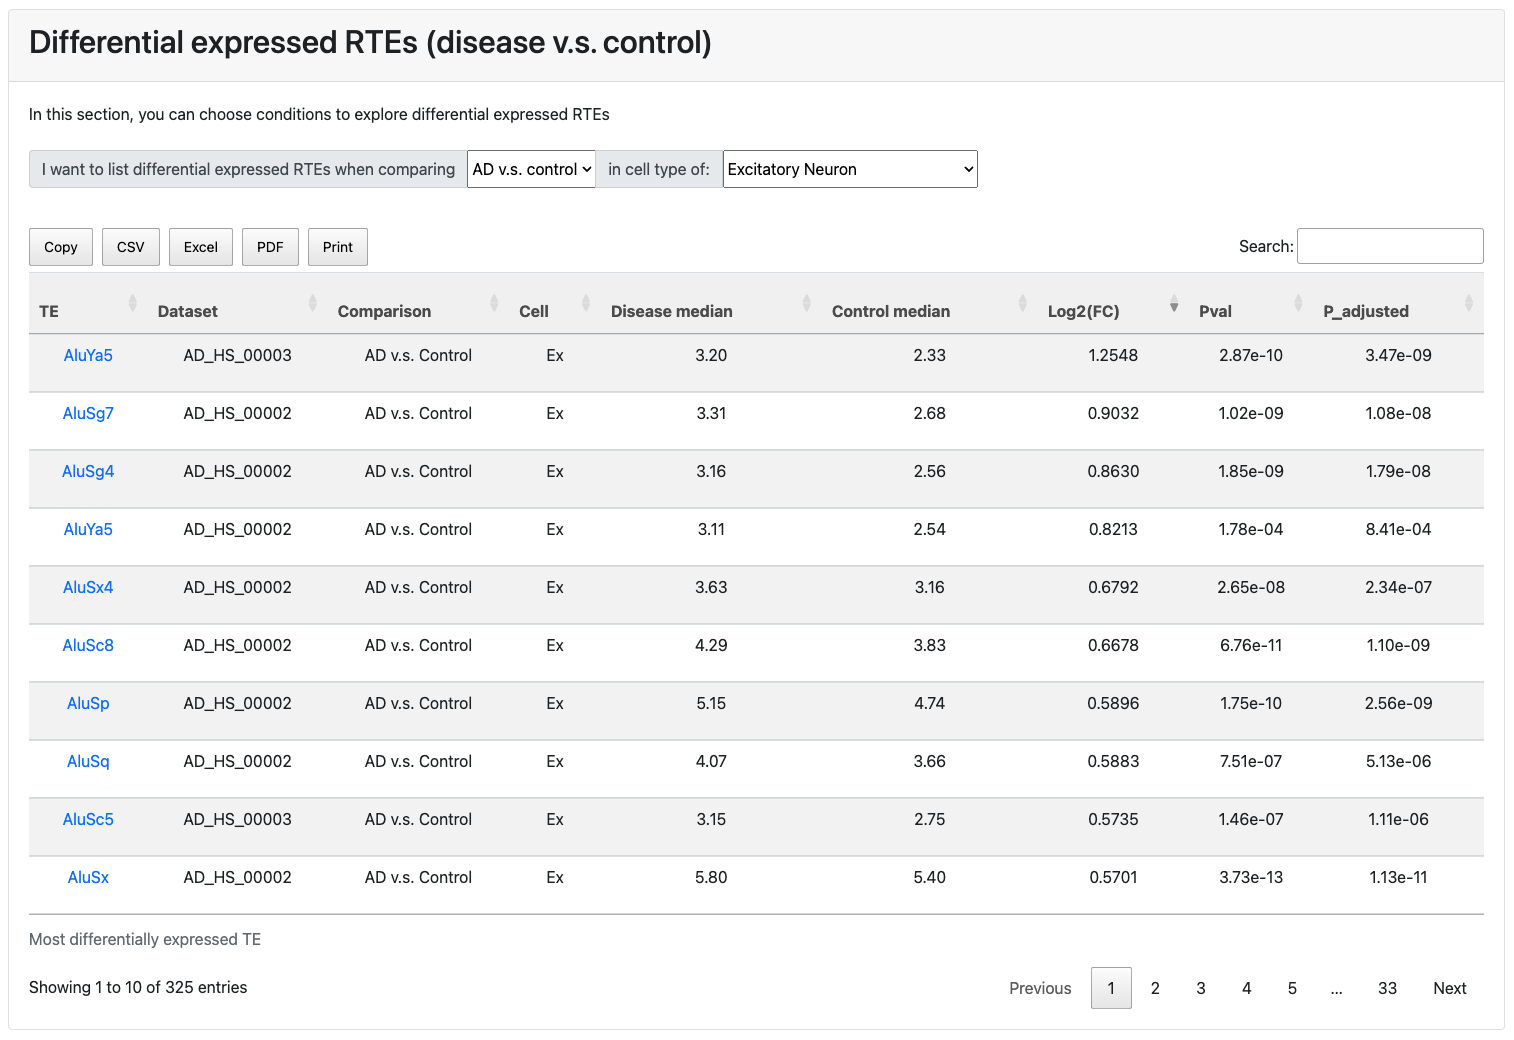 Differential expressed RTEs (disease v.s. control)
In this section, you can choose conditions to explore differential expressed RTEs
I want to list differential expressed RTEs when comparing AD v.s. control in cell type of: Excitatory Neuron
Copy CSV Excel PDF Print Search:
TE Dataset Comparison Cell Disease median Control median Log2(FC) Pval P_adjusted
AluYa5 AD_HS_00003 AD v.s. Control Ex 3.20 2.33 1.2548 2.87e-10 3.47e-09
AluSg7 AD_HS_00002 AD v.s. Control Ex 3.31 2.68 0.9032 1.02e-09 1.08e-08
AluSg4 AD_HS_00002 AD v.s. Control Ex 3.16 2.56 0.8630 1.85e-09 1.79e-08
AluYa5 AD_HS_00002 AD v.s. Control Ex 3.11 2.54 0.8213 1.78e-04 8.41e-04
AluSx4 AD_HS_00002 AD v.s. Control Ex 3.63 3.16 0.6792 2.65e-08 2.34e-07
AluSc8 AD_HS_00002 AD v.s. Control Ex 4.29 3.83 0.6678 6.76e-11 1.10e-09
AluSp AD_HS_00002 AD v.s. Control Ex 5.15 4.74 0.5896 1.75e-10 2.56e-09
AluSq AD_HS_00002 AD v.s. Control Ex 4.07 3.66 0.5883 7.51e-07 5.13e-06
AluSc5 AD_HS_00003 AD v.s. Control Ex 3.15 2.75 0.5735 1.46e-07 1.11e-06
AluSx AD_HS_00002 AD v.s. Control Ex 5.80 5.40 0.5701 3.73e-13 1.13e-11
Most differentially expressed TE
Showing 1 to 10 of 325 entries Previous 1 2 3 4 5 … 33 Next